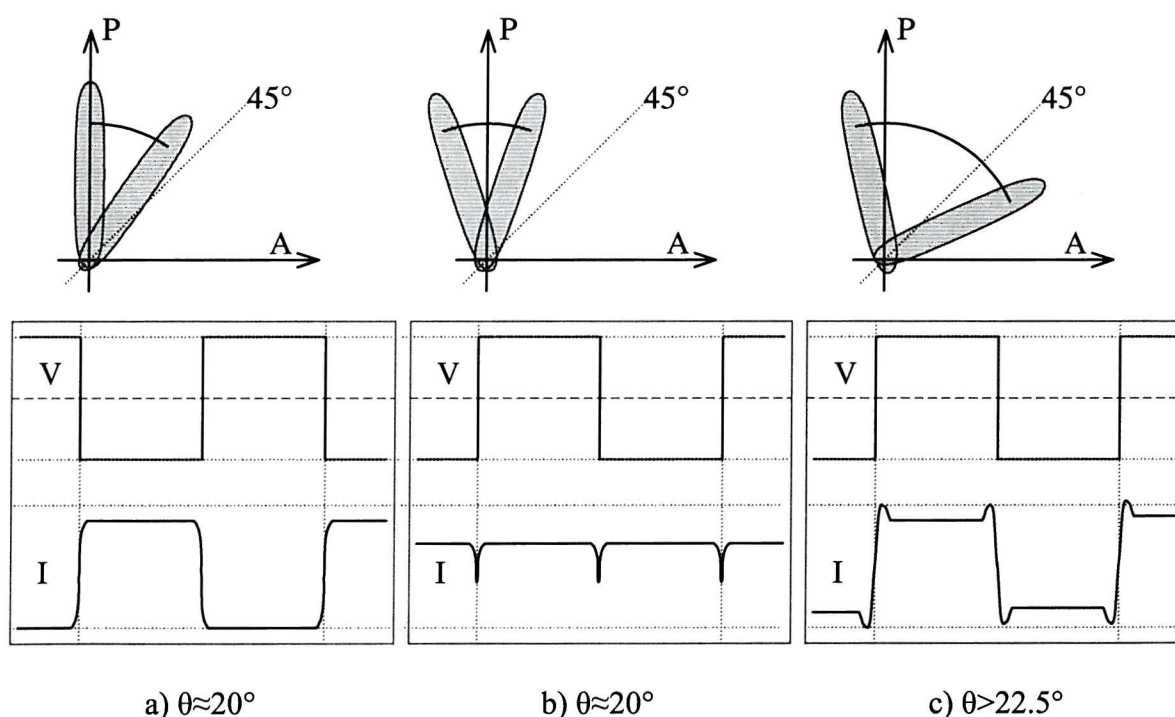 P P P
45° 45° 45°
A A A
V V V
I I I
a) θ≈20° b) θ≈20° c) θ>22.5°